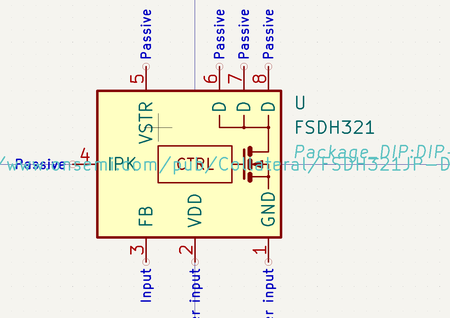 Passive
Passive
Passive
Passive
5
6
7
8
D
D
D
U
FSDH321
VSTR
Package_DIP:DIP-
Passive
4
IPK
CTRL
/www.onsemi.com/pub/Collateral/FSDH321JP-D
FB
VDD
GND
3
2
1
Input
er input
er input